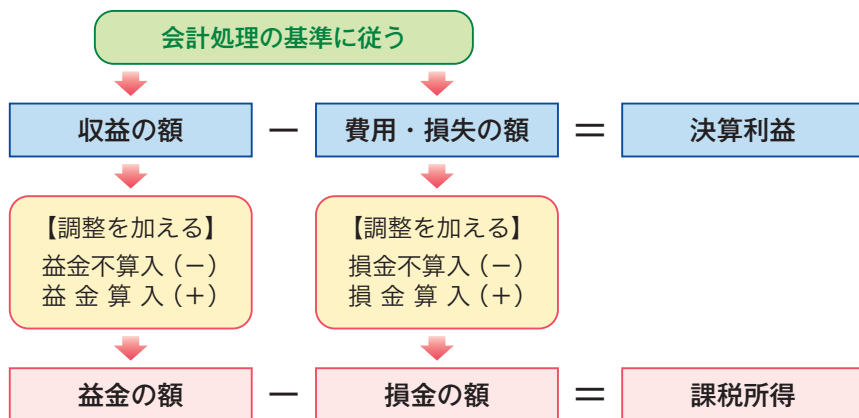 会計処理の基準に従う
収益の額 － 費用・損失の額 ＝ 決算利益
【調整を加える】
益金不算入（－）
益金算入（＋）
【調整を加える】
損金不算入（－）
損金算入（＋）
益金の額 － 損金の額 ＝ 課税所得